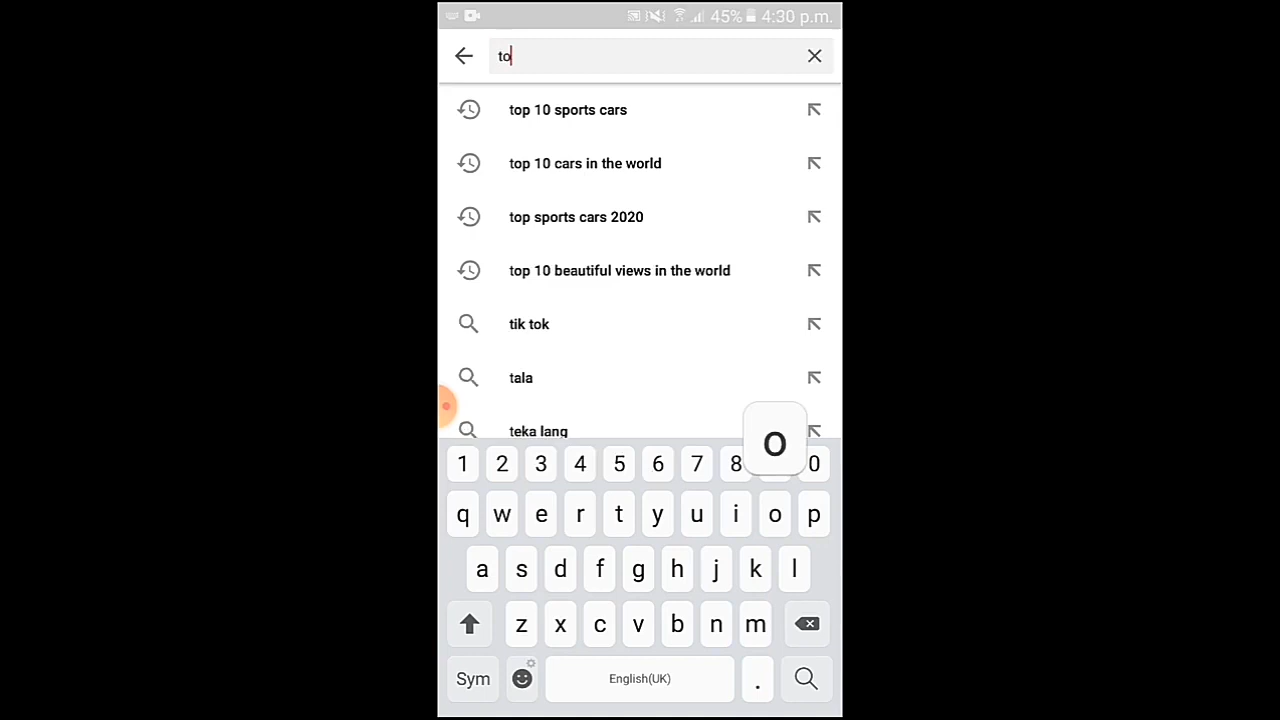 45% 4:30 p.m.
to
top 10 sports cars
top 10 cars in the world
top sports cars 2020
top 10 beautiful views in the world
tik tok
tala
teka lang
o
1 2 3 4 5 6 7 8 0
q w e r t y u i o p
a s d f g h j k l
z x c v b n m
Sym English(UK) .